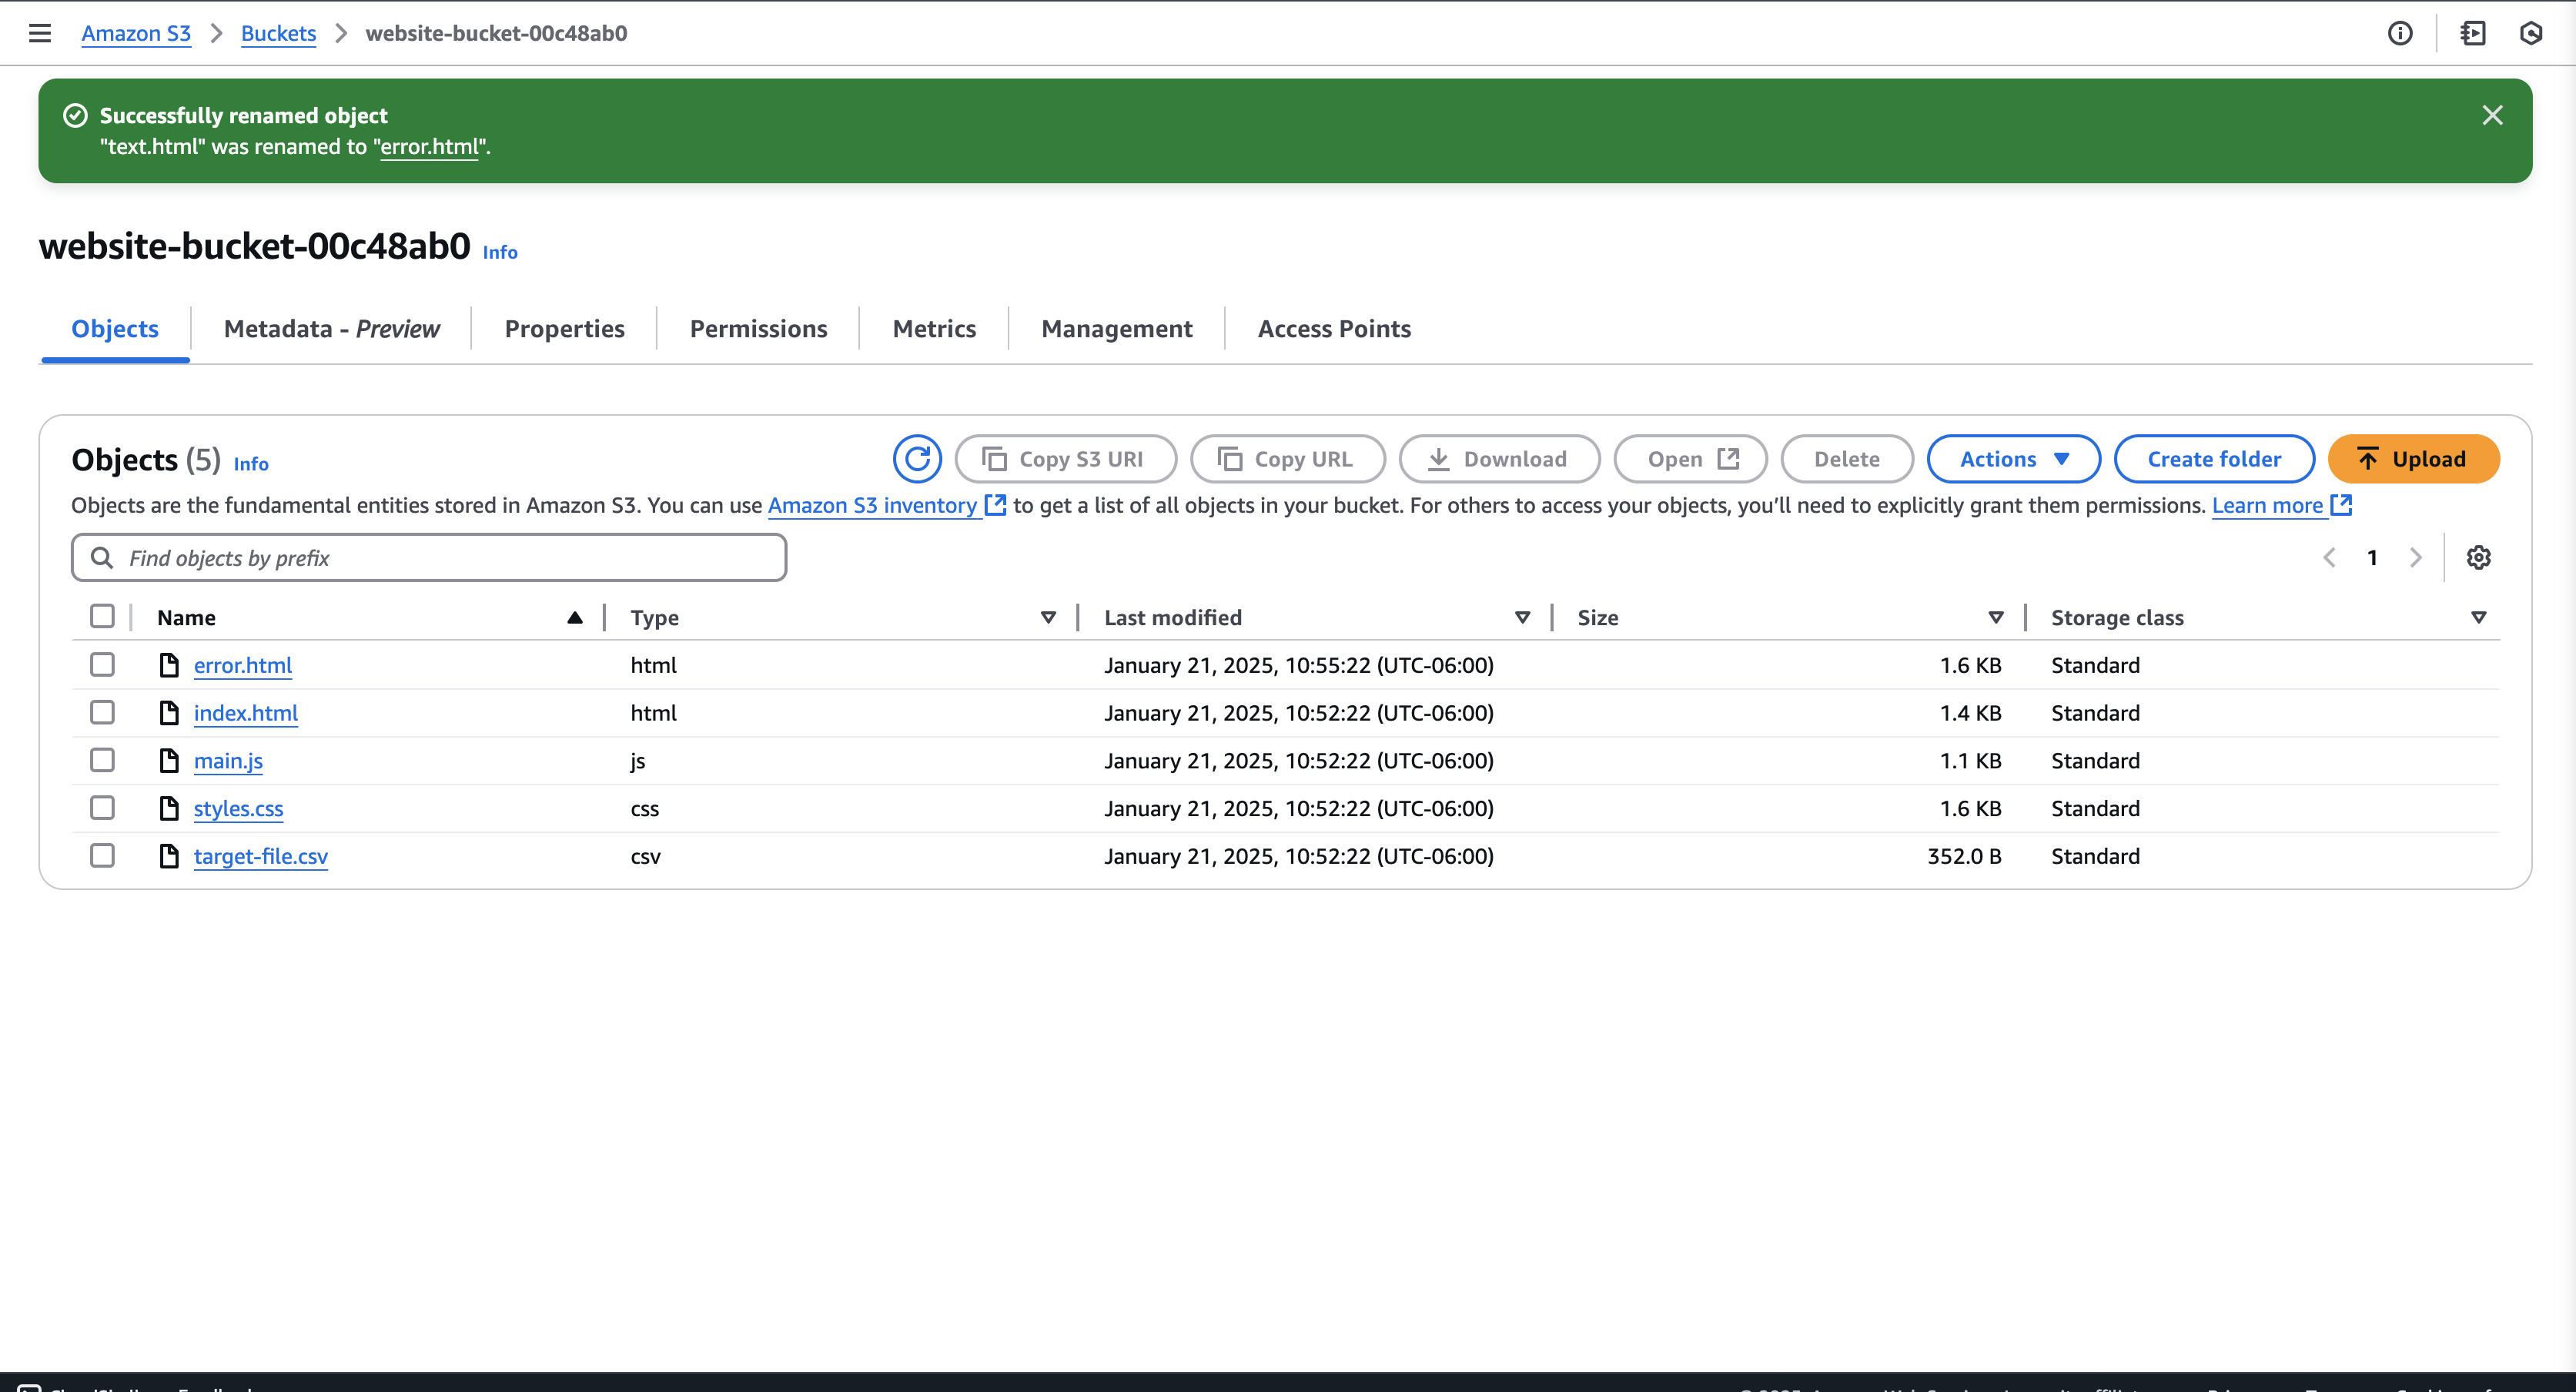 Amazon S3 > Buckets > website-bucket-00c48ab0
Successfully renamed object
"text.html" was renamed to "error.html".
website-bucket-00c48ab0 Info
Objects Metadata - Preview Properties Permissions Metrics Management Access Points
Objects (5) Info Copy S3 URI Copy URL Download Open Delete Actions Create folder Upload
Objects are the fundamental entities stored in Amazon S3. You can use Amazon S3 inventory to get a list of all objects in your bucket. For others to access your objects, you’ll need to explicitly grant them permissions. Learn more
Find objects by prefix 1
Name Type Last modified Size Storage class
error.html html January 21, 2025, 10:55:22 (UTC-06:00) 1.6 KB Standard
index.html html January 21, 2025, 10:52:22 (UTC-06:00) 1.4 KB Standard
main.js js January 21, 2025, 10:52:22 (UTC-06:00) 1.1 KB Standard
styles.css css January 21, 2025, 10:52:22 (UTC-06:00) 1.6 KB Standard
target-file.csv csv January 21, 2025, 10:52:22 (UTC-06:00) 352.0 B Standard